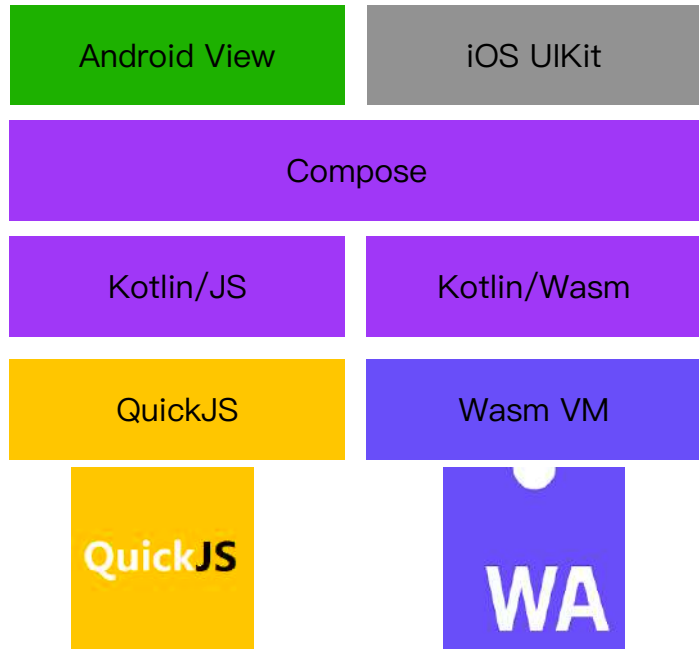 Android View
iOS UIKit
Compose
Kotlin/JS
Kotlin/Wasm
QuickJS
Wasm VM
QuickJS
WA